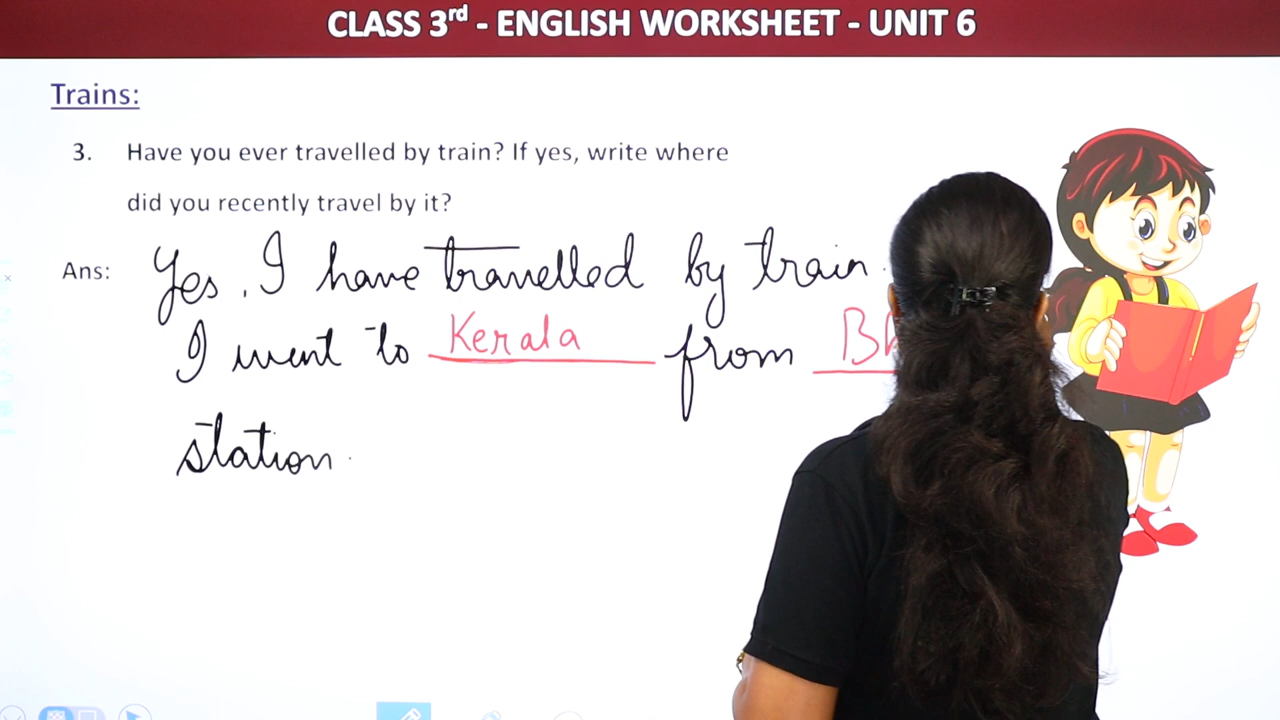 CLASS 3rd - ENGLISH WORKSHEET - UNIT 6
Trains:
3. Have you ever travelled by train? If yes, write where
did you recently travel by it?
Ans: Yes, I have travelled by train.
I went to Kerala from
station.